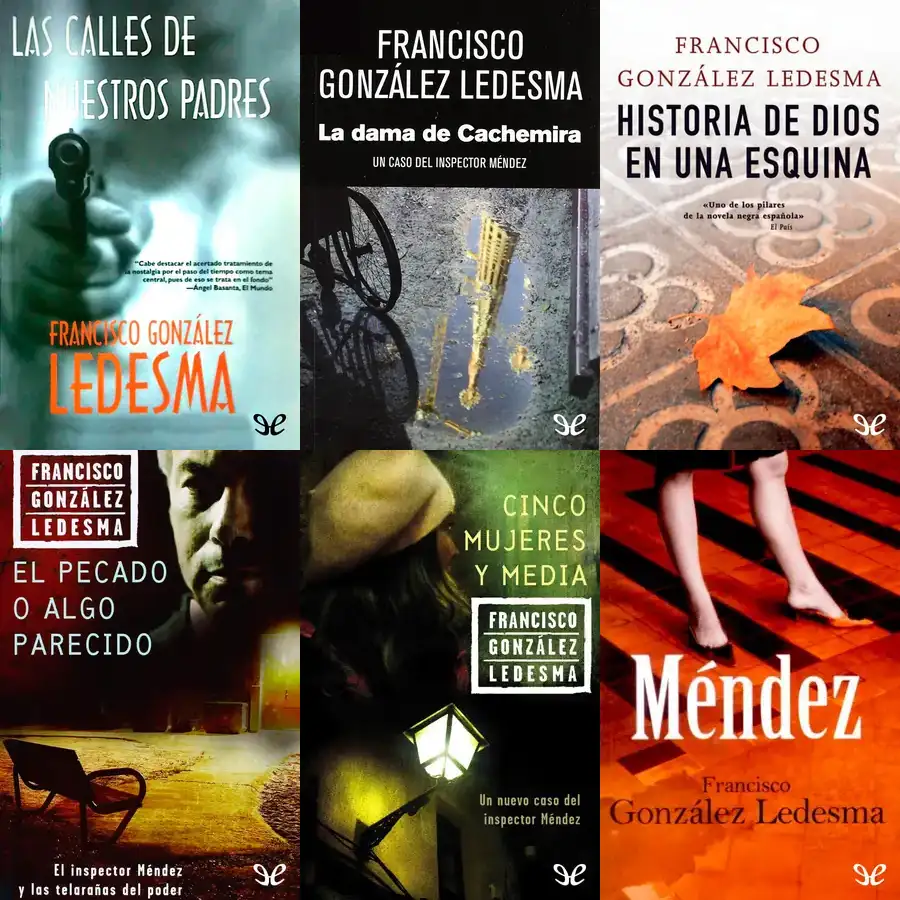 LAS CALLES DE
NUESTROS PADRES
"Cabe destacar el acertado tratamiento de
la nostalgia por el paso del tiempo como tema
central, pues de eso se trata en el fondo"
—Angel Basanta, El Mundo
FRANCISCO GONZÁLEZ
LEDESMA
FRANCISCO
GONZÁLEZ LEDESMA
La dama de Cachemira
UN CASO DEL INSPECTOR MÉNDEZ
FRANCISCO
GONZÁLEZ LEDESMA
HISTORIA DE DIOS
EN UNA ESQUINA
«Uno de los pilares
de la novela negra española»
El País
FRANCISCO
GONZÁLEZ
LEDESMA
EL PECADO
O ALGO
PARECIDO
El inspector Méndez
y las telarañas del poder
CINCO
MUJERES
Y MEDIA
FRANCISCO
GONZÁLEZ
LEDESMA
Un nuevo caso del
inspector Méndez
Méndez
Francisco
González Ledesma